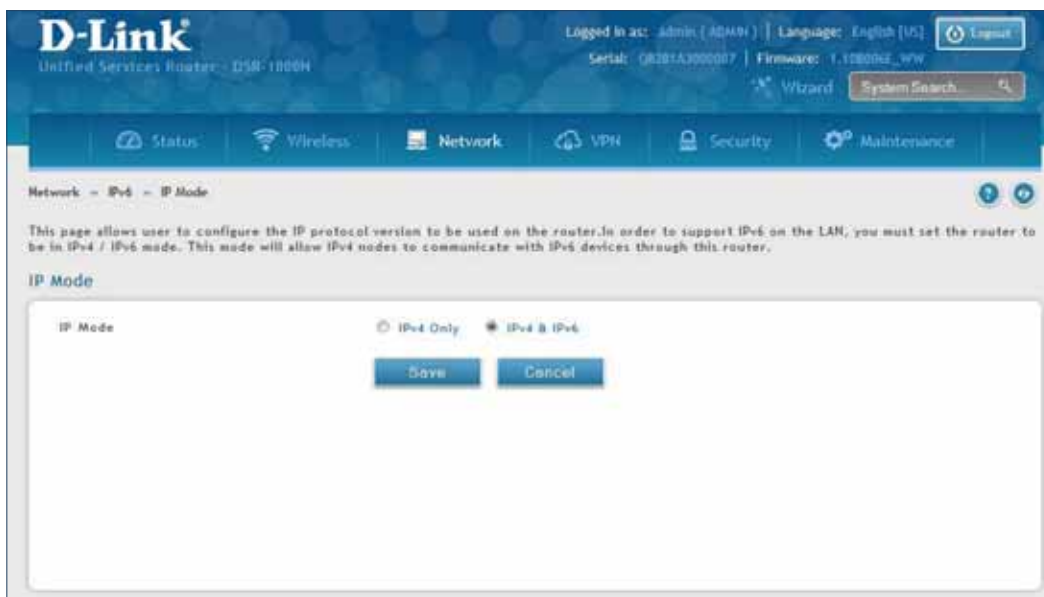 D-Link
Unified Services Router - DSR-1000N
Logged in as: admin ( ADMIN ) | Language: English [US]
Logout
Serial: | Firmware:
Wizard
System Search...
Status
Wireless
Network
VPN
Security
Maintenance
Network » IPv6 » IP Mode
This page allows user to configure the IP protocol version to be used on the router.In order to support IPv6 on the LAN, you must set the router to
be in IPv4 / IPv6 mode. This mode will allow IPv4 nodes to communicate with IPv6 devices through this router.
IP Mode
IP Mode
IPv4 Only
IPv4 & IPv6
Save
Cancel